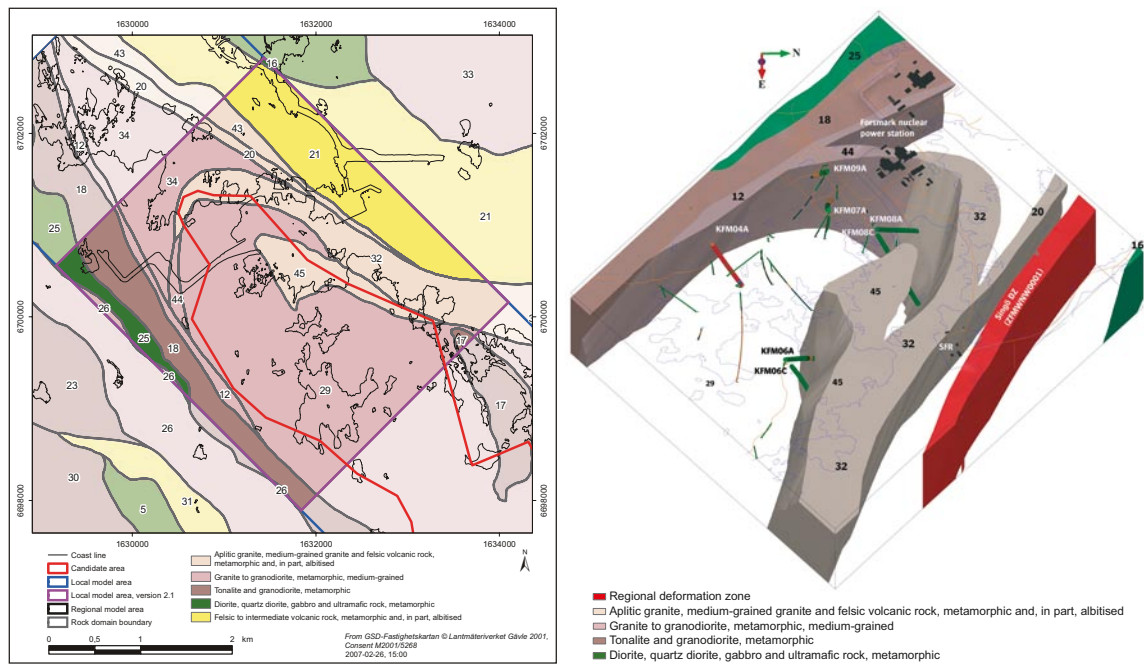 1630000
1632000
1634000
43
16
33
20
6702000
34
43
12
20
21
18
34
21
25
32
45
6700000
44
26
17
25
18
23
26
12
29
17
26
30
31
26
5
6698000
1630000
1632000
1634000
Coast line
Candidate area
Local model area
Local model area, version 2.1
Regional model area
Rock domain boundary
Aplitic granite, medium-grained granite and felsic volcanic rock,
metamorphic and, in part, albitised
Granite to granodiorite, metamorphic, medium-grained
Tonalite and granodiorite, metamorphic
Diorite, quartz diorite, gabbro and ultramafic rock, metamorphic
Felsic to intermediate volcanic rock, metamorphic
N
0 0,5 1 2 km
From GSD-Fastighetskartan © Lantmäteriverket Gävle 2001,
Consent M2001/5268
2007-02-26, 15:00
N
E
25
18
Forsmark nuclear
power station
44
KFM09A
12
KFM07A
KFM04A
KFM08A
KFM08C
32
20
16
45
Singö DZ
(ZFMWNW0001)
32
SFR
KFM06A
KFM06C
29
45
32
Regional deformation zone
Aplitic granite, medium-grained granite and felsic volcanic rock, metamorphic and, in part, albitised
Granite to granodiorite, metamorphic, medium-grained
Tonalite and granodiorite, metamorphic
Diorite, quartz diorite, gabbro and ultramafic rock, metamorphic